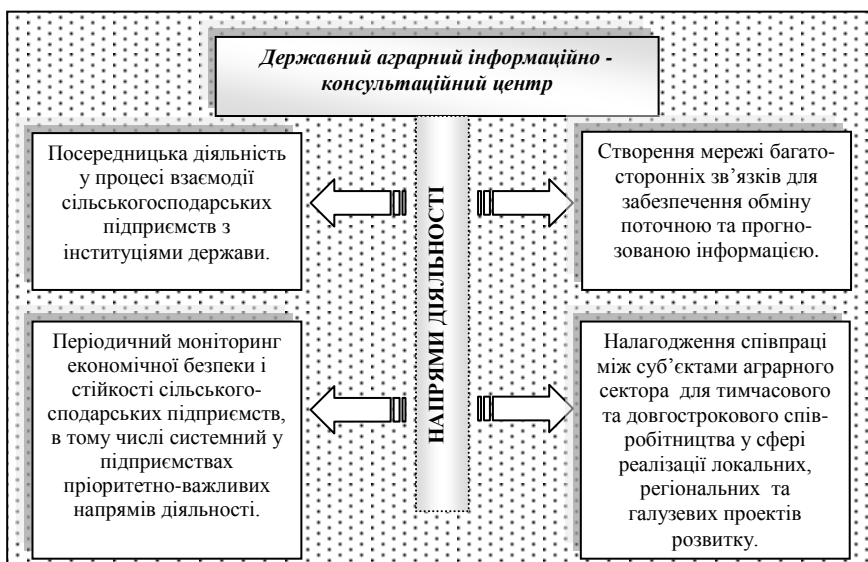 Державний аграрний інформаційно -
консультаційний центр
Посередницька діяльність
у процесі взаємодії
сільськогосподарських
підприємств з
інституціями держави.
Створення мережі багато-
сторонніх зв’язків для
забезпечення обміну
поточною та прогно-
зованою інформацією.
НАПРЯМИ ДІЯЛЬНОСТІ
Періодичний моніторинг
економічної безпеки і
стійкості сільського-
сподарських підприємств,
в тому числі системний у
підприємствах
пріоритетно-важливих
напрямів діяльності.
Налагодження співпраці
між суб’єктами аграрного
сектора для тимчасового
та довгострокового спів-
робітництва у сфері
реалізації локальних,
регіональних та
галузевих проектів
розвитку.